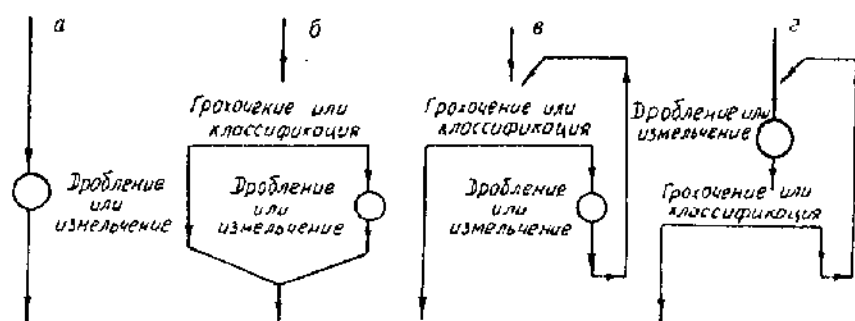 а
б
в
г
Грохочение или
классификация
Грохочение или
классификация
Дробление или
измельчение
Дробление
или
измельчение
Дробление
или
измельчение
Дробление
или
измельчение
Грохочение или
классификация